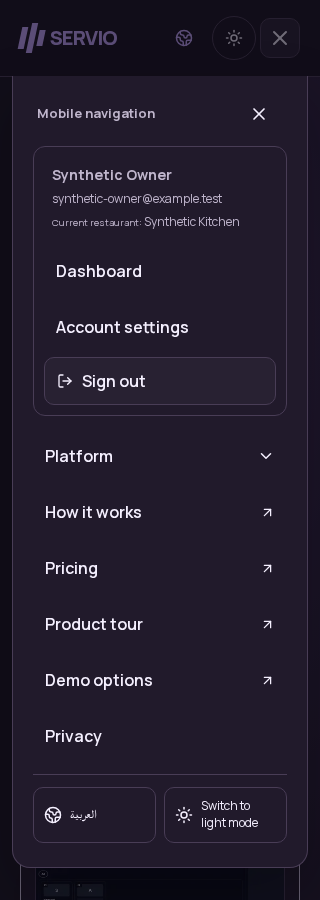 SERVIO
Mobile navigation
Synthetic Owner
synthetic-owner@example.test
Current restaurant: Synthetic Kitchen
Dashboard
Account settings
Sign out
Platform
How it works
Pricing
Product tour
Demo options
Privacy
العربية
Switch to
light mode